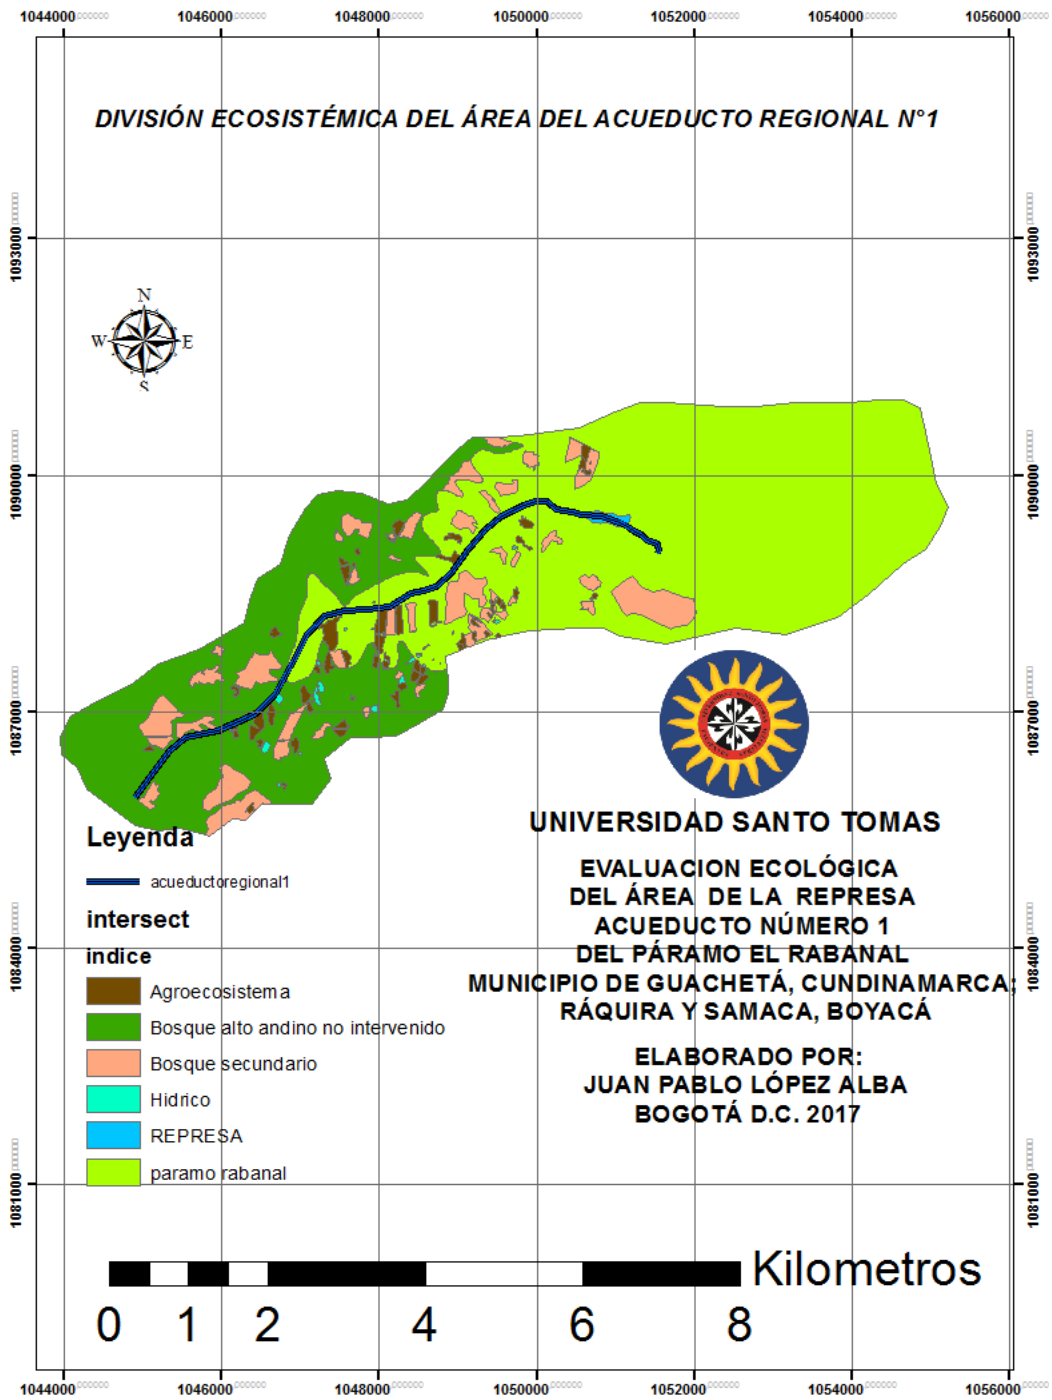 1044000 1046000 1048000 1050000 1052000 1054000 1056000
DIVISIÓN ECOSISTÉMICA DEL ÁREA DEL ACUEDUCTO REGIONAL N°1
1093000 1093000
N
W E
S
1090000 1090000
1087000 1087000
UNIVERSIDAD SANTO TOMAS
EVALUACION ECOLÓGICA
DEL ÁREA DE LA REPRESA
ACUEDUCTO NÚMERO 1
DEL PÁRAMO EL RABANAL
MUNICIPIO DE GUACHETÁ, CUNDINAMARCA;
RÁQUIRA Y SAMACA, BOYACÁ
ELABORADO POR:
JUAN PABLO LÓPEZ ALBA
BOGOTÁ D.C. 2017
Leyenda
acueductoregional1
intersect
indice
Agroecosistema
Bosque alto andino no intervenido
Bosque secundario
Hidrico
REPRESA
paramo rabanal
1084000 1084000
1081000 1081000
Kilometros
0 1 2 4 6 8
1044000 1046000 1048000 1050000 1052000 1054000 1056000